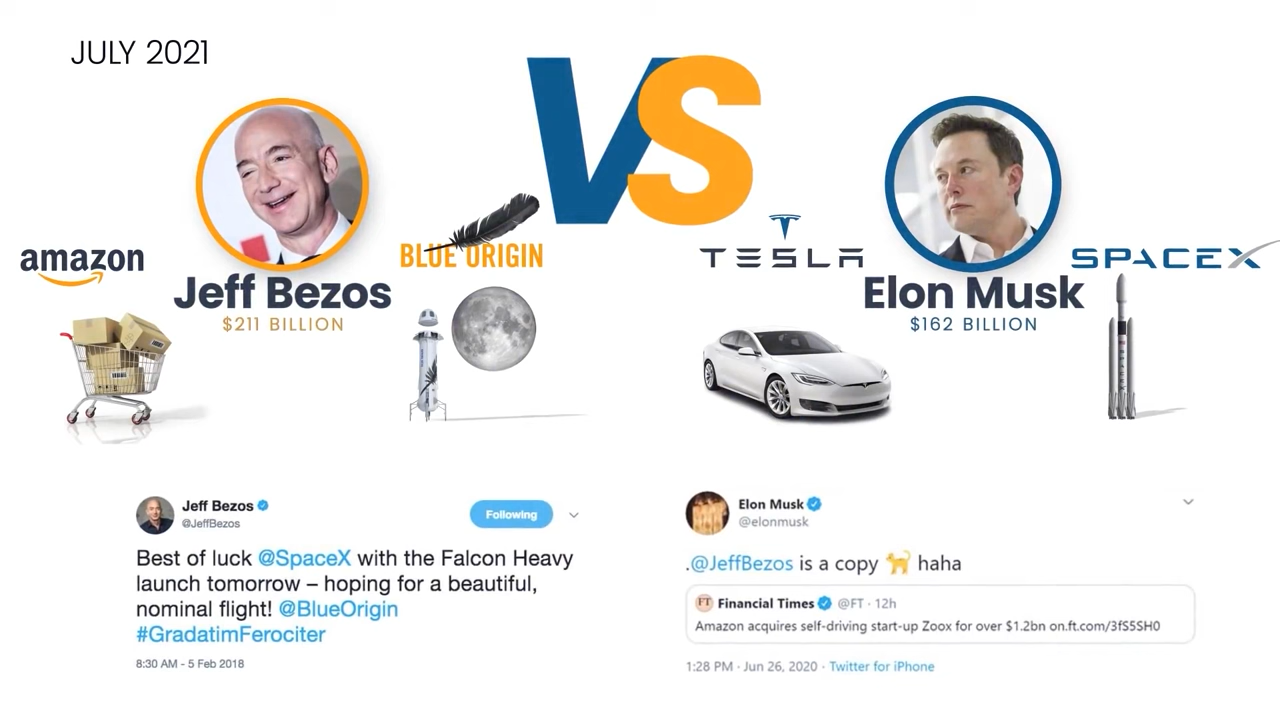 JULY 2021
VS
amazon
Jeff Bezos
$211 BILLION
BLUE ORIGIN
TESLA
Elon Musk
$162 BILLION
SPACEX
Jeff Bezos
@JeffBezos
Following
Best of luck @SpaceX with the Falcon Heavy
launch tomorrow – hoping for a beautiful,
nominal flight! @BlueOrigin
#GradatimFerociter
8:30 AM - 5 Feb 2018
Elon Musk
@elonmusk
.@JeffBezos is a copy 🐈 haha
FT Financial Times @FT · 12h
Amazon acquires self-driving start-up Zoox for over $1.2bn on.ft.com/3fS5SH0
1:28 PM · Jun 26, 2020 · Twitter for iPhone